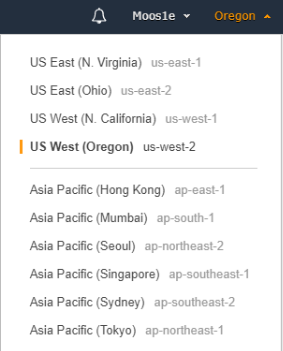 Moos1e Oregon
US East (N. Virginia) us-east-1
US East (Ohio) us-east-2
US West (N. California) us-west-1
US West (Oregon) us-west-2
Asia Pacific (Hong Kong) ap-east-1
Asia Pacific (Mumbai) ap-south-1
Asia Pacific (Seoul) ap-northeast-2
Asia Pacific (Singapore) ap-southeast-1
Asia Pacific (Sydney) ap-southeast-2
Asia Pacific (Tokyo) ap-northeast-1